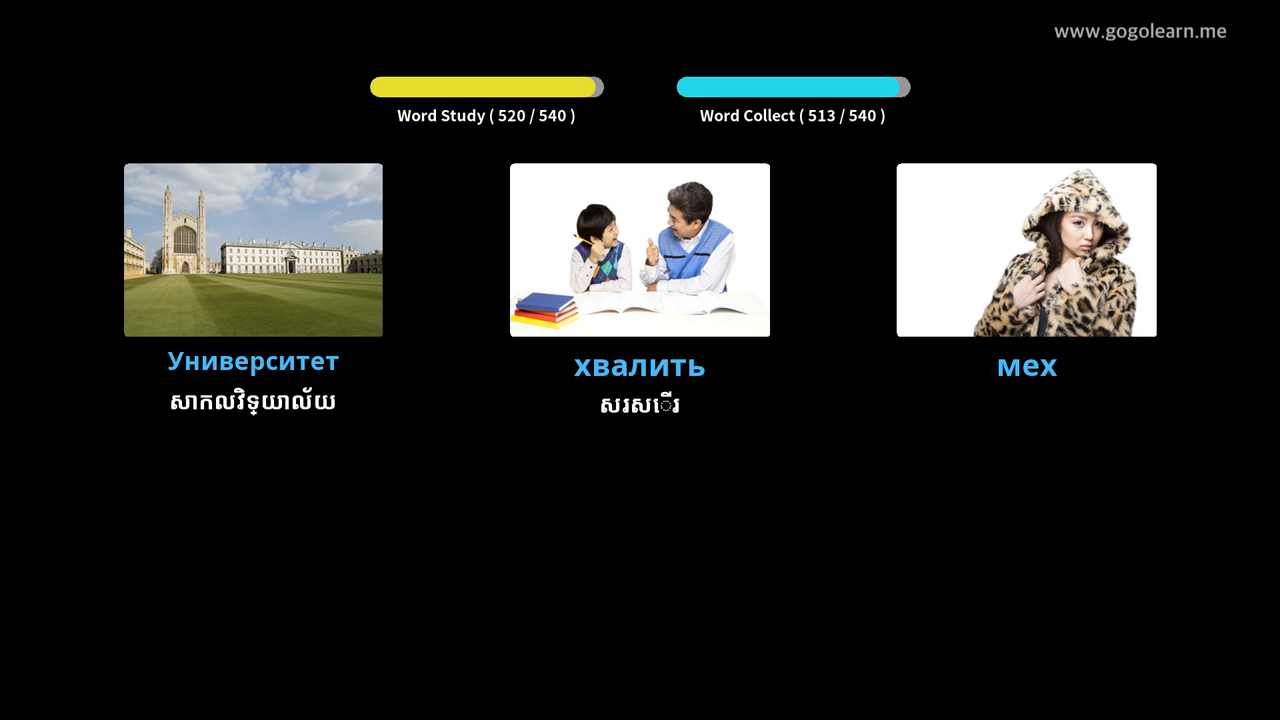 www.gogolearn.me
Word Study ( 520 / 540 )
Word Collect ( 513 / 540 )
Университет
хвалить
мех
សាកលវិទ្យាល័យ
សរសើរ